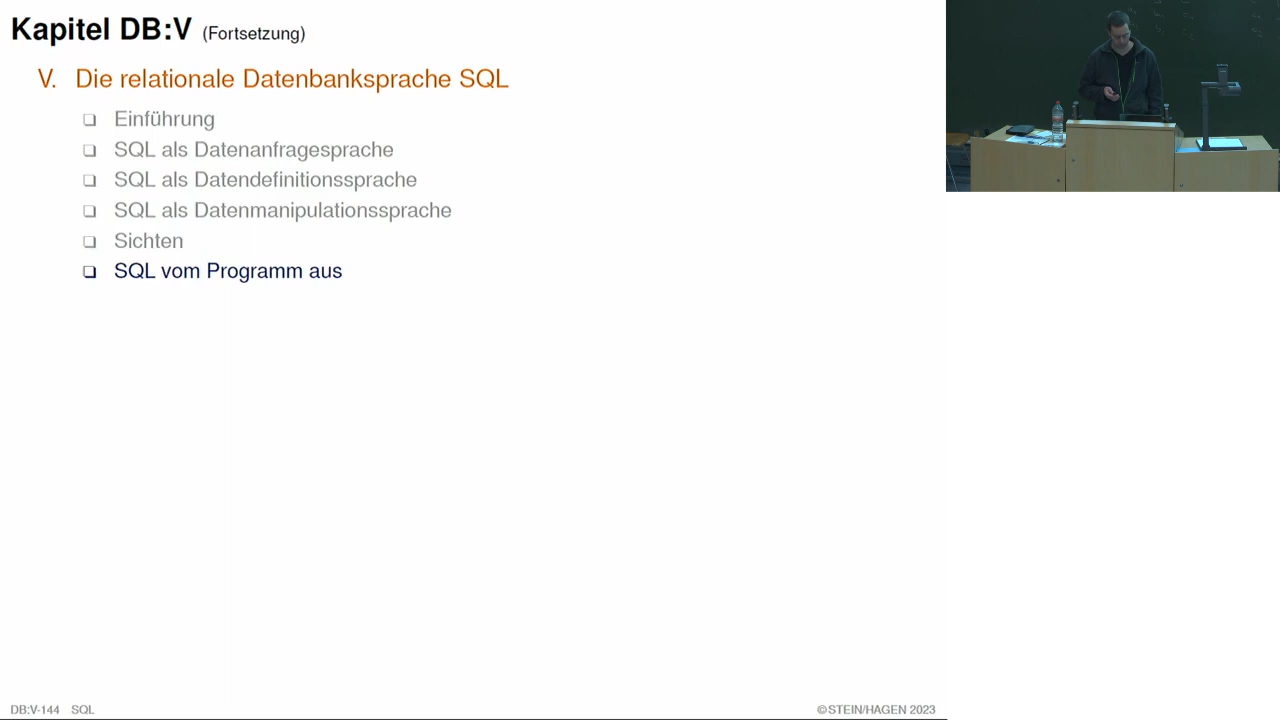 Kapitel DB:V (Fortsetzung)
V. Die relationale Datenbanksprache SQL
❑ Einführung
❑ SQL als Datenanfragesprache
❑ SQL als Datendefinitionssprache
❑ SQL als Datenmanipulationssprache
❑ Sichten
❑ SQL vom Programm aus
DB:V-144 SQL
©STEIN/HAGEN 2023